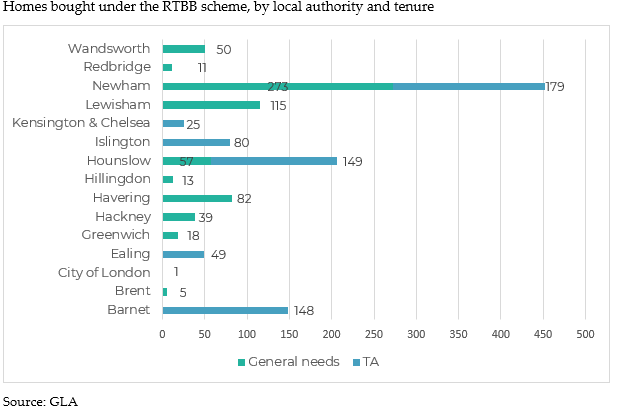 Homes bought under the RTBB scheme, by local authority and tenure
Wandsworth 50
Redbridge 11
Newham 273 179
Lewisham 115
Kensington & Chelsea 25
Islington 80
Hounslow 57 149
Hillingdon 13
Havering 82
Hackney 39
Greenwich 18
Ealing 49
City of London 1
Brent 5
Barnet 148
0 50 100 150 200 250 300 350 400 450 500
General needs TA
Source: GLA